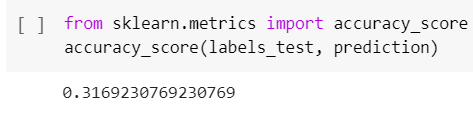 [ ] from sklearn.metrics import accuracy_score
accuracy_score(labels_test, prediction)
0.3169230769230769